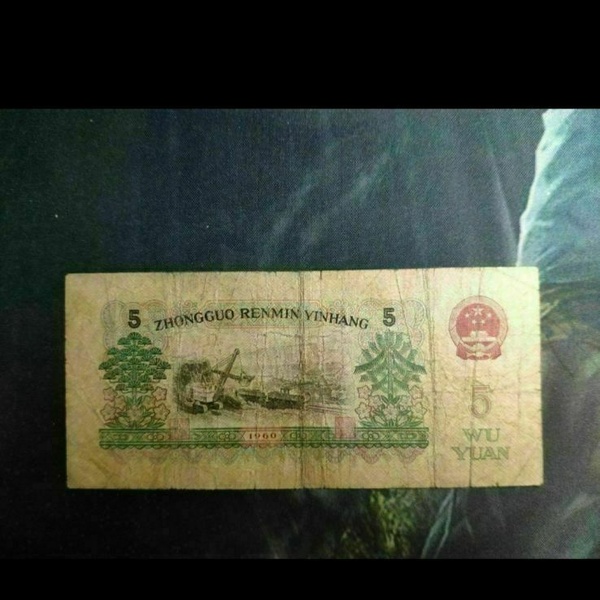 5 ZHONGGUO RENMIN YINHANG 5
1960
5
WU
YUAN